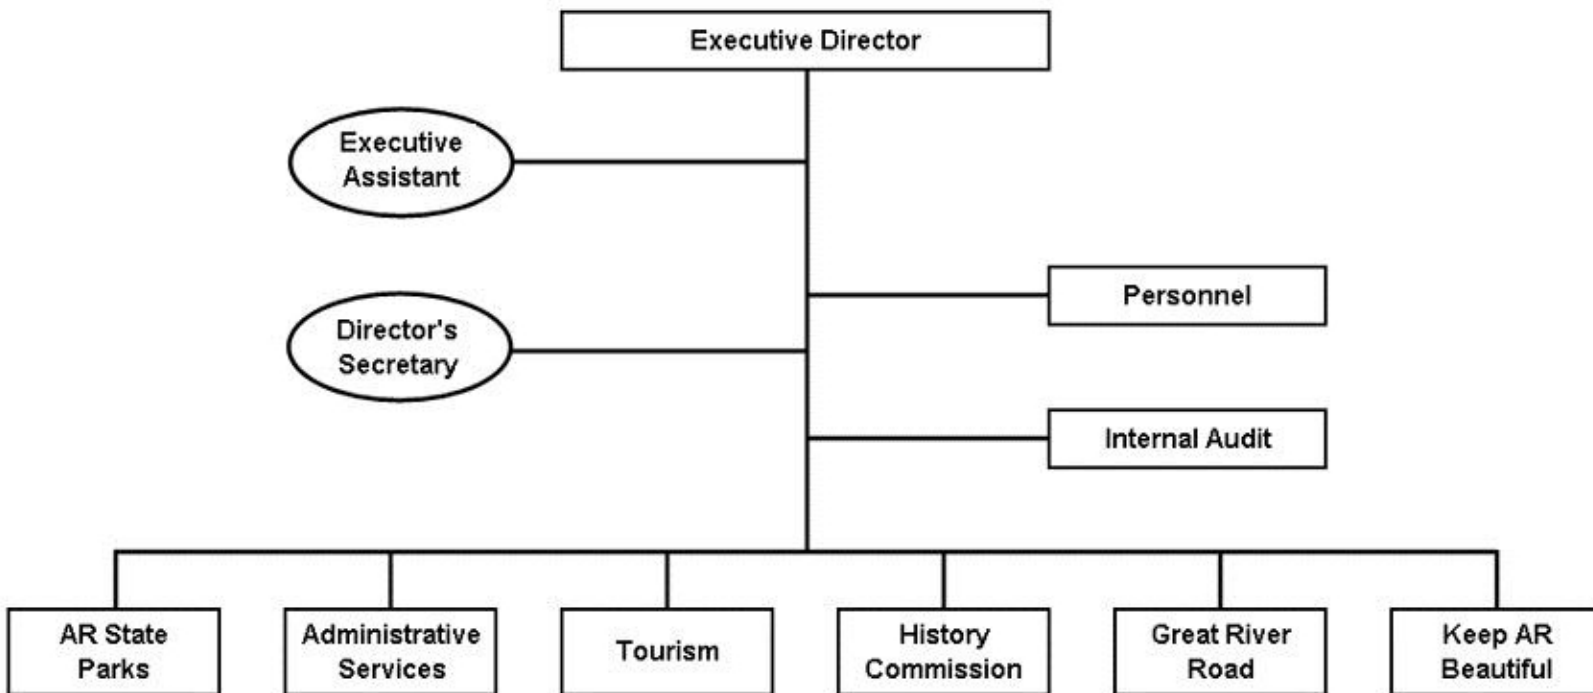 Executive Director
Executive
Assistant
Personnel
Director's
Secretary
Internal Audit
AR State
Parks
Administrative
Services
Tourism
History
Commission
Great River
Road
Keep AR
Beautiful